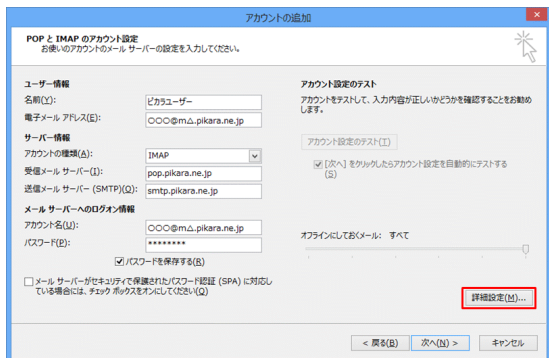 アカウントの追加
POP と IMAP のアカウント設定
お使いのアカウントのメール サーバーの設定を入力してください。
ユーザー情報
名前(Y):
ピカラユーザー
電子メール アドレス(E):
○○○@m△.pikara.ne.jp
サーバー情報
アカウントの種類(A):
IMAP
受信メール サーバー(I):
pop.pikara.ne.jp
送信メール サーバー (SMTP)(O):
smtp.pikara.ne.jp
メール サーバーへのログオン情報
アカウント名(U):
○○○@m△.pikara.ne.jp
パスワード(P):
********
パスワードを保存する(R)
メール サーバーがセキュリティで保護されたパスワード認証 (SPA) に対応し
ている場合には、チェック ボックスをオンにしてください(Q)
アカウント設定のテスト
アカウントをテストして、入力内容が正しいかどうかを確認することをお勧め
します。
アカウント設定のテスト(T)
[次へ] をクリックしたらアカウント設定を自動的にテストする
(S)
オフラインにしておくメール: すべて
詳細設定(M)...
< 戻る(B)
次へ(N) >
キャンセル